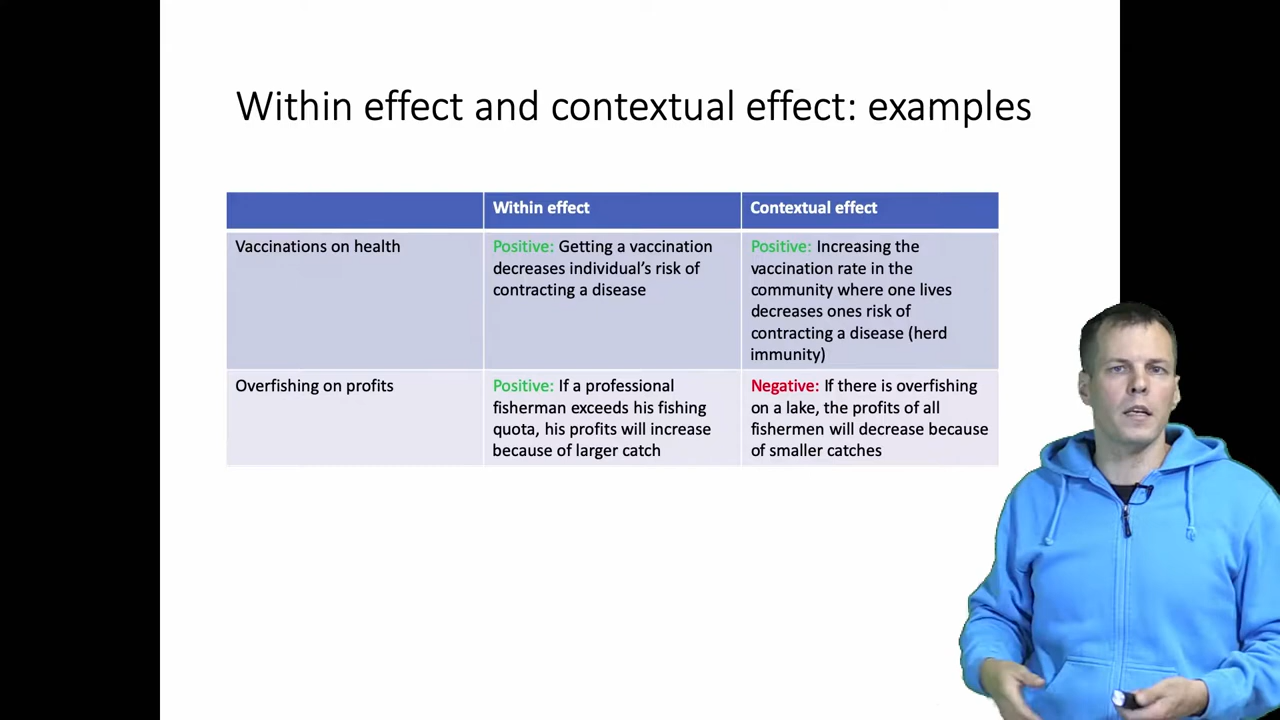 Within effect and contextual effect: examples
Within effect
Contextual effect
Vaccinations on health
Positive: Getting a vaccination
decreases individual's risk of
contracting a disease
Positive: Increasing the
vaccination rate in the
community where one lives
decreases ones risk of
contracting a disease (herd
immunity)
Overfishing on profits
Positive: If a professional
fisherman exceeds his fishing
quota, his profits will increase
because of larger catch
Negative: If there is overfishing
on a lake, the profits of all
fishermen will decrease because
of smaller catches